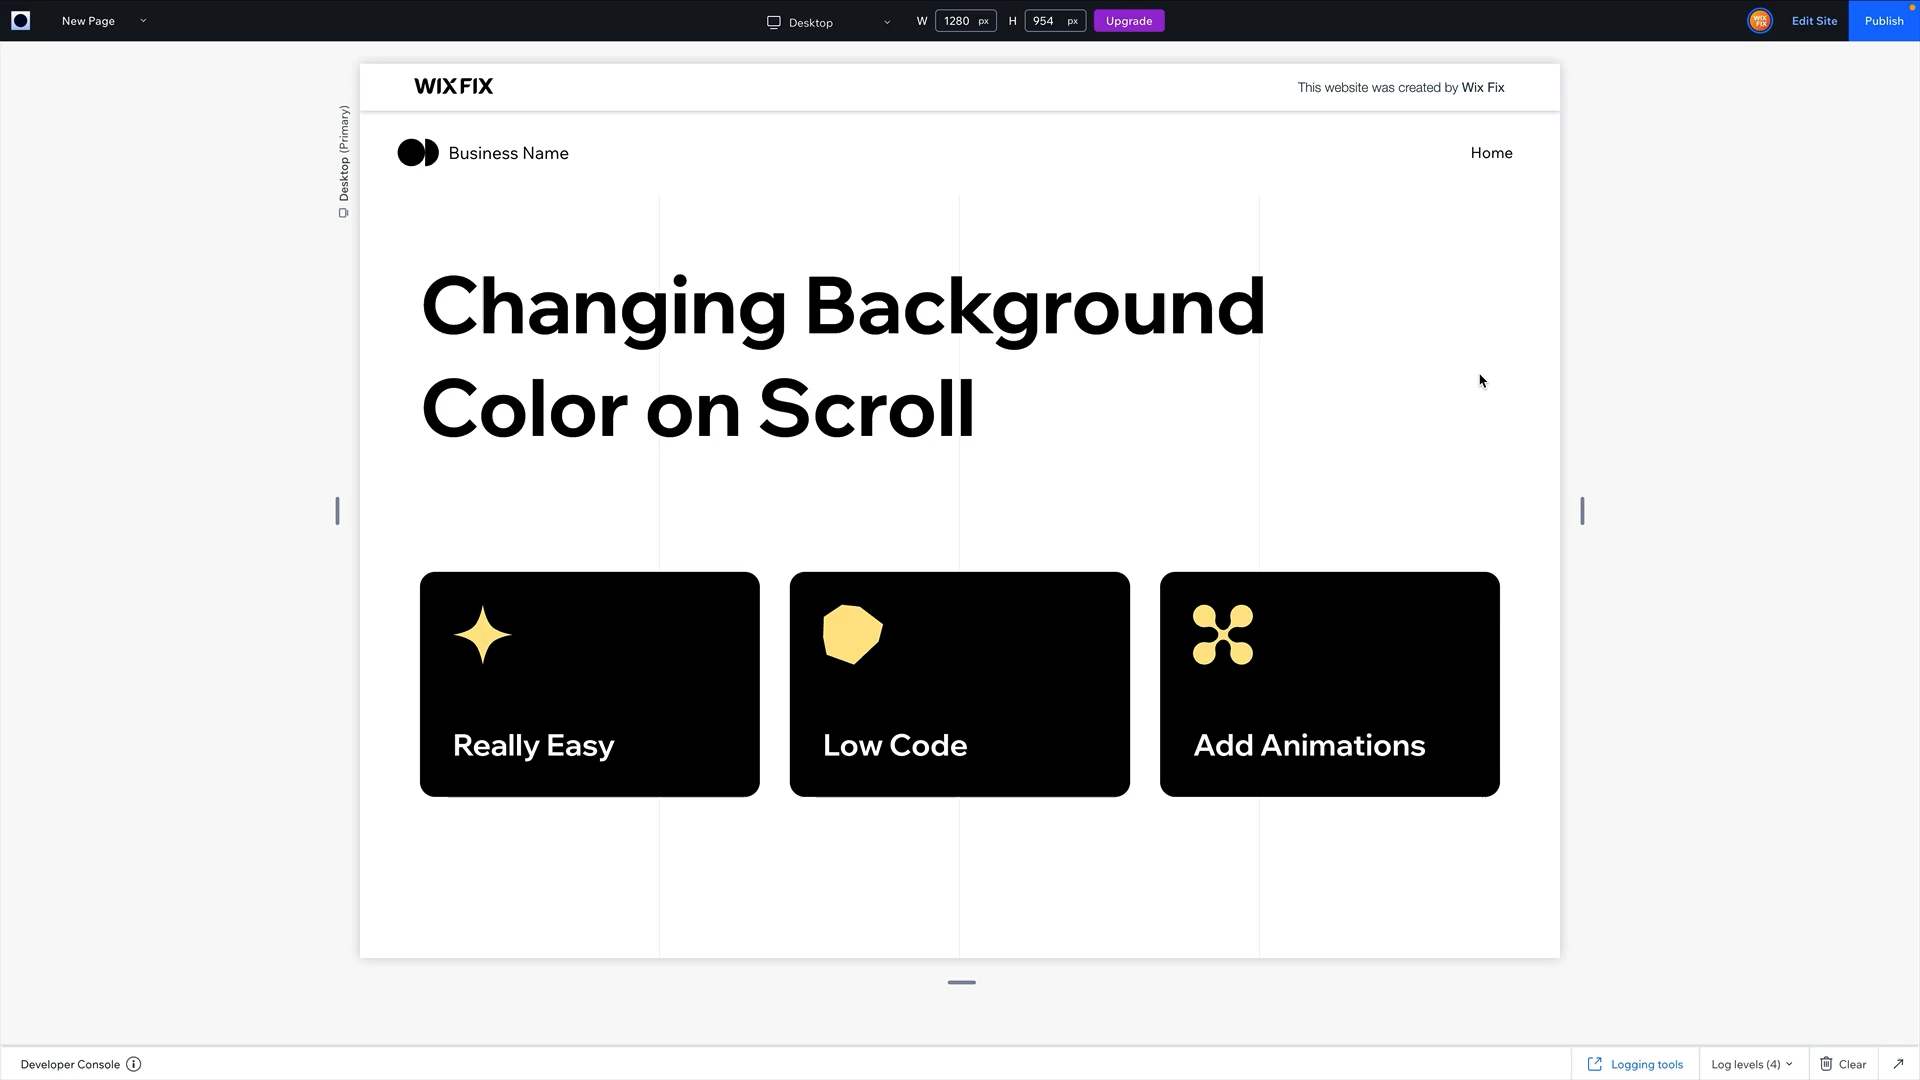 New Page
Desktop
W 1280 px H 954 px
Upgrade
WIX FIX
Edit Site
Publish
WIX FIX
This website was created by Wix Fix
Desktop (Primary)
Business Name
Home
Changing Background
Color on Scroll
Really Easy
Low Code
Add Animations
Developer Console
Logging tools
Log levels (4)
Clear